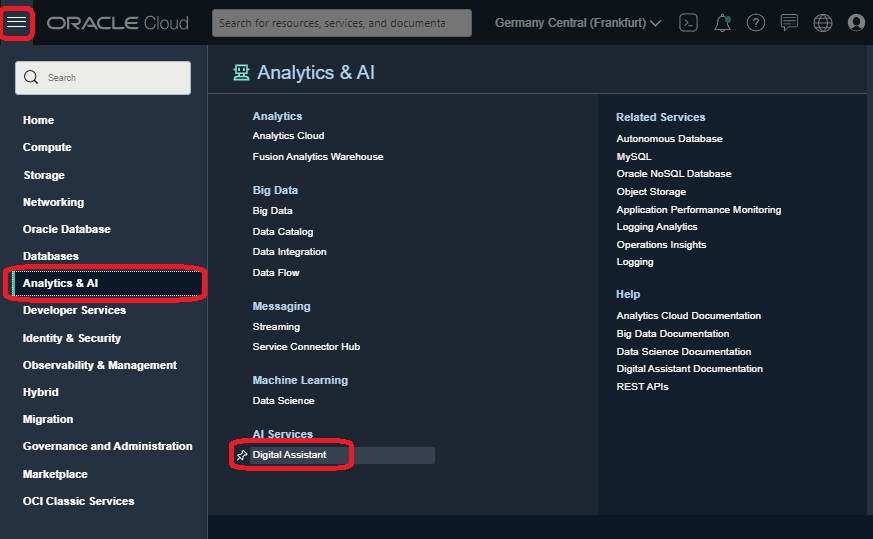 ORACLE Cloud
Search for resources, services, and documenta
Germany Central (Frankfurt)
Search
Home
Compute
Storage
Networking
Oracle Database
Databases
Analytics & AI
Developer Services
Identity & Security
Observability & Management
Hybrid
Migration
Governance and Administration
Marketplace
OCI Classic Services
Analytics & AI
Analytics
Analytics Cloud
Fusion Analytics Warehouse
Big Data
Big Data
Data Catalog
Data Integration
Data Flow
Messaging
Streaming
Service Connector Hub
Machine Learning
Data Science
AI Services
Digital Assistant
Related Services
Autonomous Database
MySQL
Oracle NoSQL Database
Object Storage
Application Performance Monitoring
Logging Analytics
Operations Insights
Logging
Help
Analytics Cloud Documentation
Big Data Documentation
Data Science Documentation
Digital Assistant Documentation
REST APIs